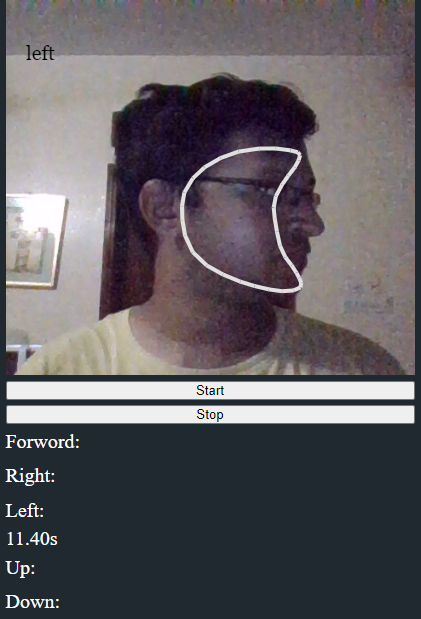 left
Start
Stop
Forword:
Right:
Left:
11.40s
Up:
Down: